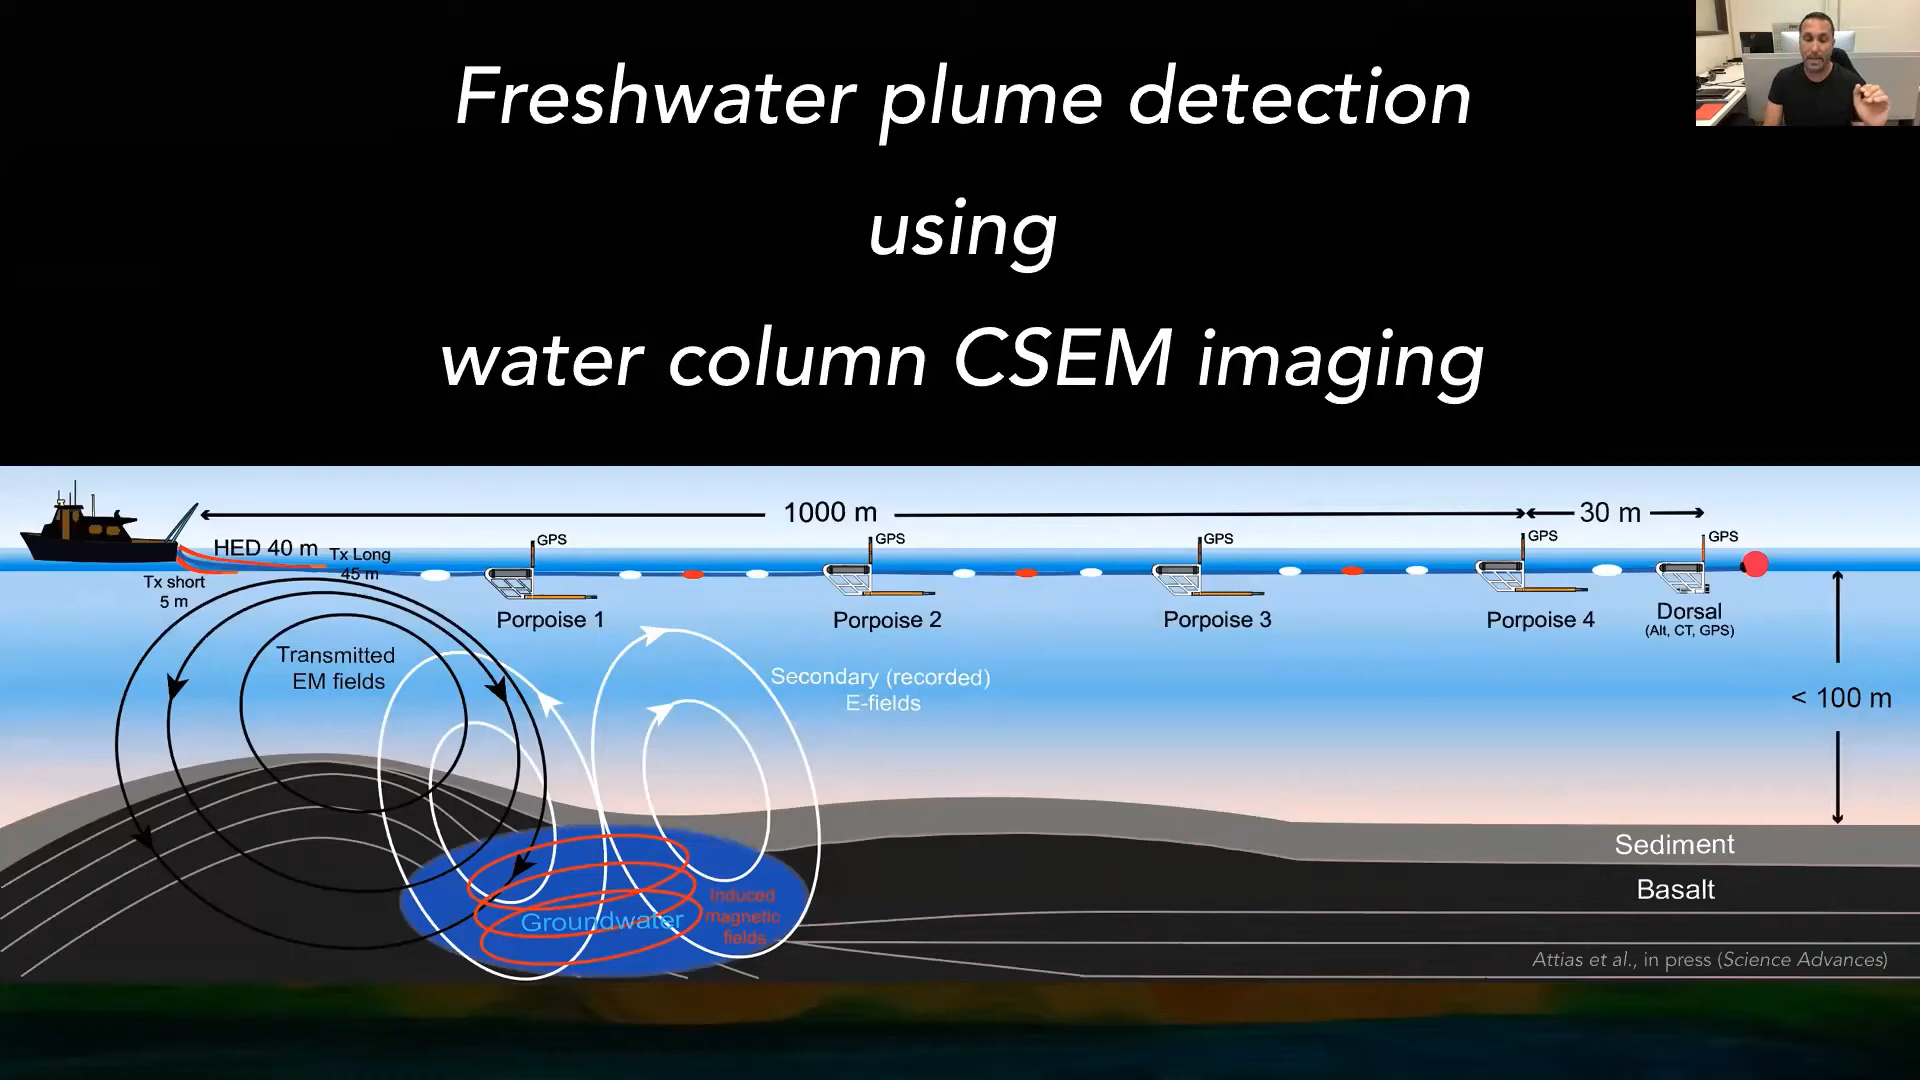 Freshwater plume detection
using
water column CSEM imaging
1000 m
30 m
HED 40 m
Tx Long
45 m
Tx short
5 m
GPS
GPS
GPS
GPS
GPS
Porpoise 1
Porpoise 2
Porpoise 3
Porpoise 4
Dorsal
(Alt, CT, GPS)
Transmitted
EM fields
Secondary (recorded)
E-fields
< 100 m
Sediment
Basalt
Groundwater
Induced
magnetic
fields
Attias et al., in press (Science Advances)